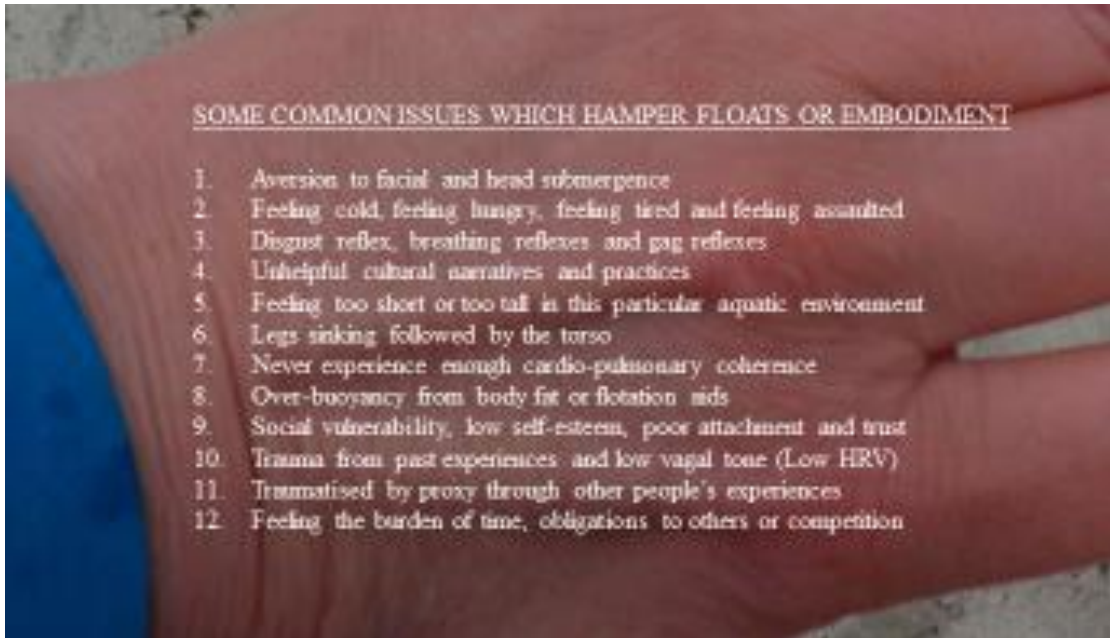 SOME COMMON ISSUES WHICH HAMPER FLOATS OR EMBODIMENT
1. Aversion to facial and head submergence
2. Feeling cold, feeling hungry, feeling tired and feeling assaulted
3. Disgust reflex, breathing reflexes and gag reflexes
4. Unhelpful cultural narratives and practices
5. Feeling too short or too tall in this particular aquatic environment
6. Legs sinking followed by the torso
7. Never experience enough cardio-pulmonary coherence
8. Over-buoyancy from body fat or flotation aids
9. Social vulnerability, low self-esteem, poor attachment and trust
10. Trauma from past experiences and low vagal tone (Low HRV)
11. Traumatised by proxy through other people's experiences
12. Feeling the burden of time, obligations to others or competition